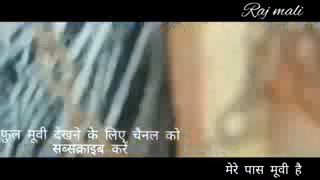 Raj mali
फुल मूवी देखने के लिए चैनल को
सब्सक्राइब करें
मेरे पास मूवी है